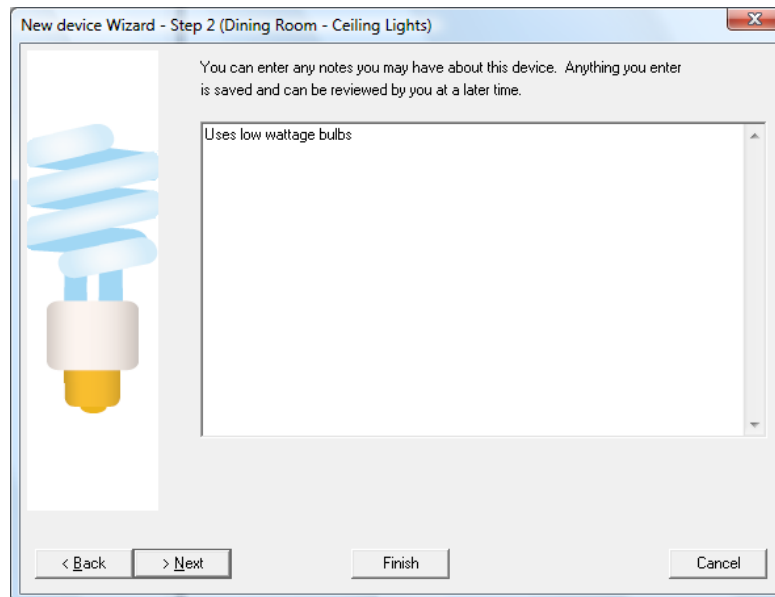 New device Wizard - Step 2 (Dining Room - Ceiling Lights)
You can enter any notes you may have about this device.  Anything you enter
is saved and can be reviewed by you at a later time.
Uses low wattage bulbs
< Back
> Next
Finish
Cancel